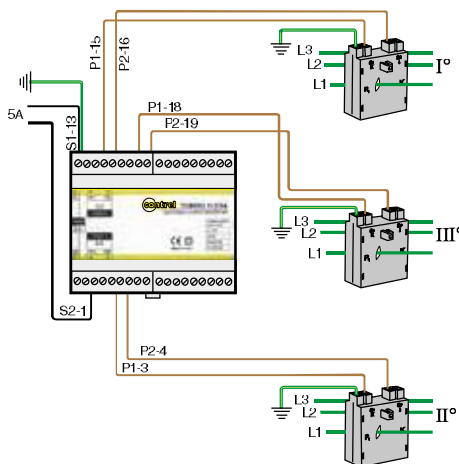 P1-15
P2-16
L3
L2
L1
I°
5A
S1-13
P1-18
P2-19
contrel
CE
L3
L2
L1
III°
S2-1
P2-4
P1-3
L3
L2
L1
II°